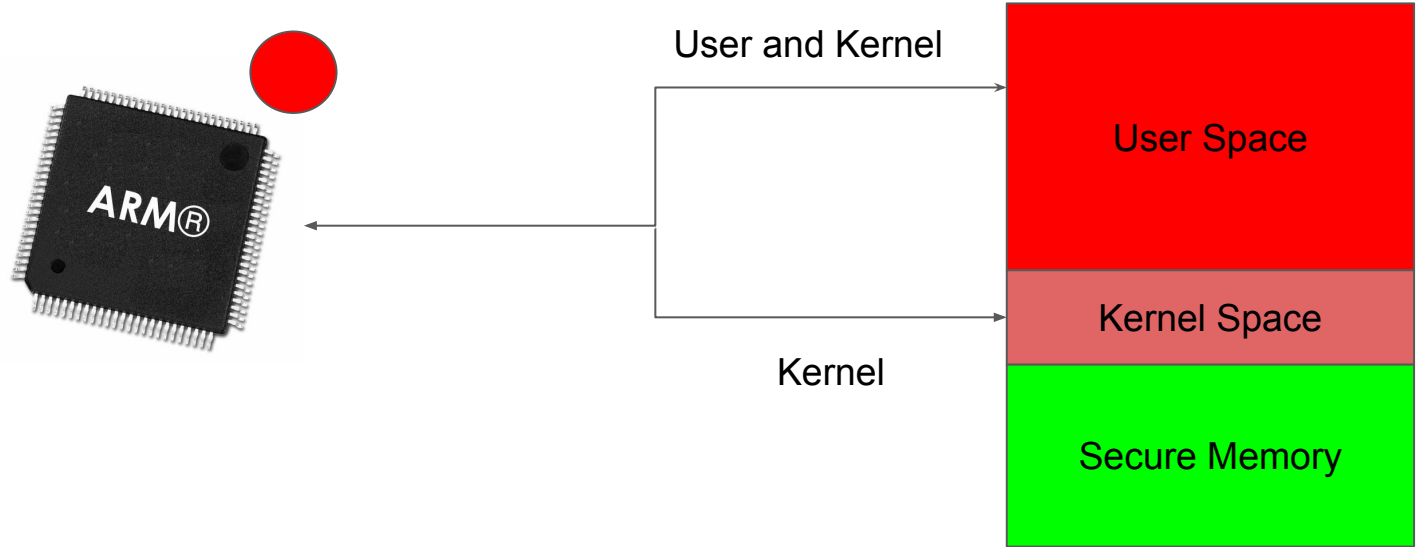 User and Kernel
User Space
ARM®
Kernel Space
Kernel
Secure Memory